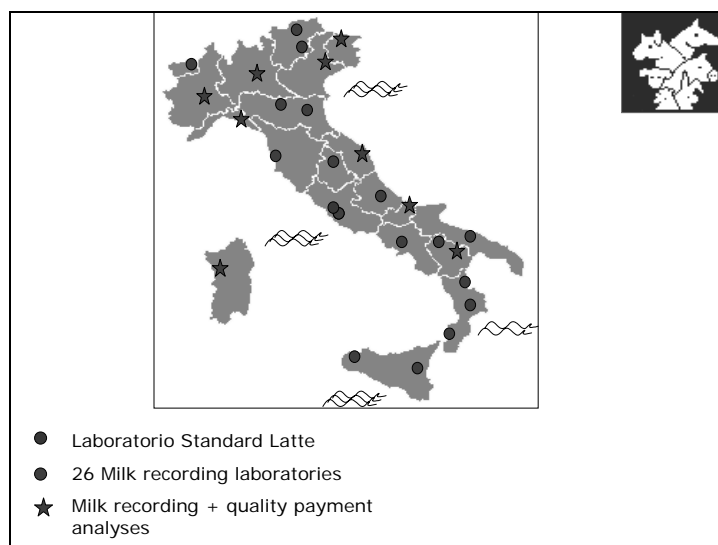 Laboratorio Standard Latte
26 Milk recording laboratories
Milk recording + quality payment
analyses